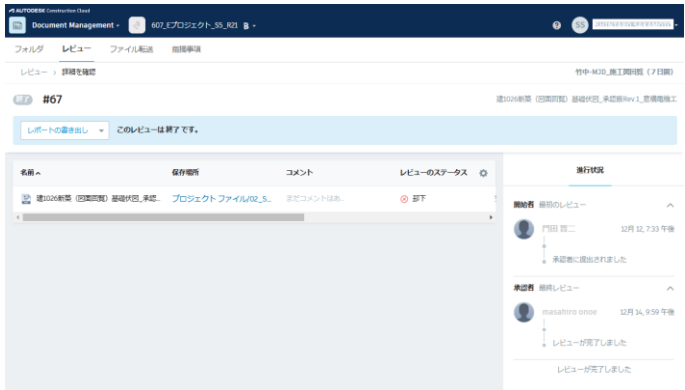 AUTODESK Construction Cloud
Document Management
607_Eプロジェクト_S5_R21 B
SS
フォルダ レビュー ファイル転送 指摘事項
レビュー > 詳細を確認
竹中-M2D_施工図回覧（7日間）
終了 #67
建1026新築（図面回覧）基礎伏図_承認版Rev 1_意構電機工
レポートの書き出し このレビューは終了です。
名前 保存場所 コメント レビューのステータス
建1026新築（図面回覧）基礎伏図_承認... プロジェクト ファイル/02_S... まだコメントはあ... 却下
進行状況
開始者 最初のレビュー
門田 晋二 12月 12, 7:33 午後
承認者に提出されました
承認者 最終レビュー
masahiro onoe 12月 14, 9:59 午後
レビューが完了しました
レビューが完了しました